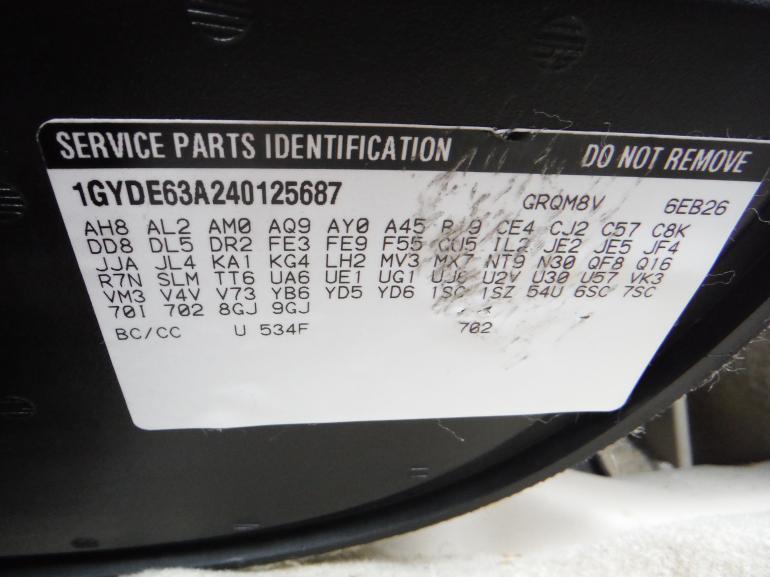 SERVICE PARTS IDENTIFICATION DO NOT REMOVE
1GYDE63A240125687 GRQM8V 6EB26
AH8 AL2 AM0 AQ9 AY0 A45 CE4 CJ2 C57 C8K
DD8 DL5 DR2 FE3 FE9 F55 GU5 IL2 JE2 JE5 JF4
JJA JL4 KA1 KG4 LH2 MV3 MX7 NT9 N30 QF8 Q16
R7N SLM TT6 UA6 UE1 UG1 UJ6 U2V U30 U57 VK3
VM3 V4V V73 YB6 YD5 YD6 1SC 1SZ 54U 6SC 7SC
701 702 8GJ 9GJ
BC/CC U 534F 702